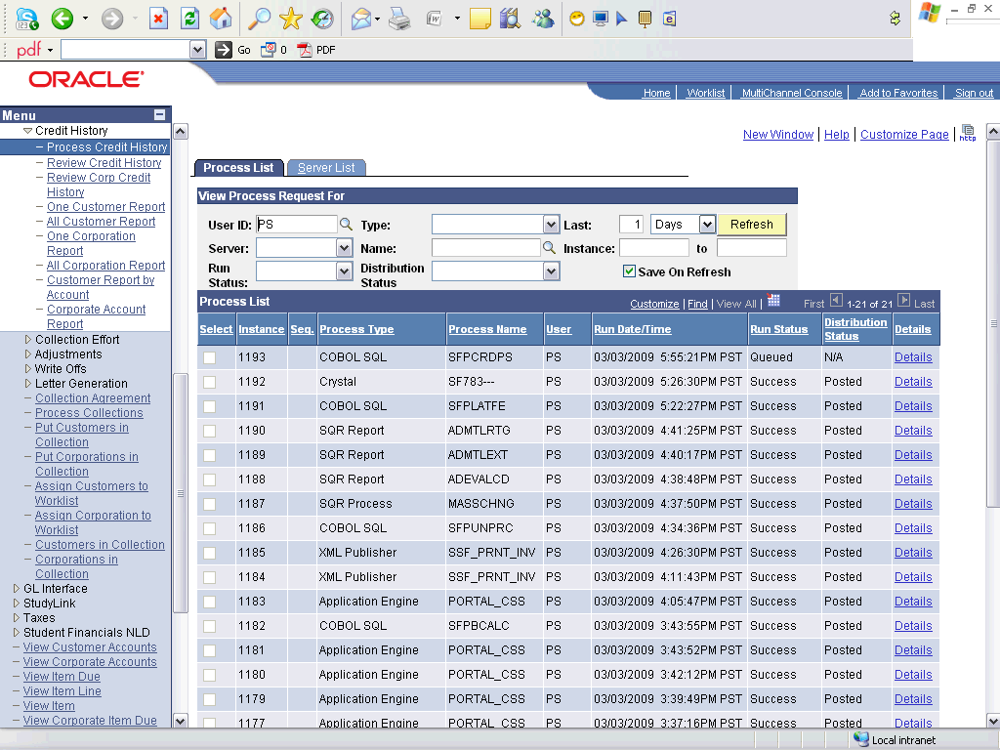 pdf Go 0 PDF
ORACLE
Home Worklist MultiChannel Console Add to Favorites Sign out
Menu
Credit History
Process Credit History
Review Credit History
Review Corp Credit
History
One Customer Report
All Customer Report
One Corporation
Report
All Corporation Report
Customer Report by
Account
Corporate Account
Report
Collection Effort
Adjustments
Write Offs
Letter Generation
Collection Agreement
Process Collections
Put Customers in
Collection
Put Corporations in
Collection
Assign Customers to
Worklist
Assign Corporation to
Worklist
Customers in Collection
Corporations in
Collection
GL Interface
StudyLink
Taxes
Student Financials NLD
View Customer Accounts
View Corporate Accounts
View Item Due
View Item Line
View Item
View Corporate Item Due
New Window Help Customize Page http
Process List Server List
View Process Request For
User ID: PS Type: Last: 1 Days Refresh
Server: Name: Instance: to
Run
Status: Distribution
Status Save On Refresh
Process List Customize | Find | View All | First 1-21 of 21 Last
Select Instance Seq. Process Type Process Name User Run Date/Time Run Status Distribution
Status Details
1193 COBOL SQL SFPCRDPS PS 03/03/2009 5:55:21PM PST Queued N/A Details
1192 Crystal SF783--- PS 03/03/2009 5:26:30PM PST Success Posted Details
1191 COBOL SQL SFPLATFE PS 03/03/2009 5:22:27PM PST Success Posted Details
1190 SQR Report ADMTLRTG PS 03/03/2009 4:41:25PM PST Success Posted Details
1189 SQR Report ADMTLEXT PS 03/03/2009 4:40:17PM PST Success Posted Details
1188 SQR Report ADEVALCD PS 03/03/2009 4:38:48PM PST Success Posted Details
1187 SQR Process MASSCHNG PS 03/03/2009 4:37:50PM PST Success Posted Details
1186 COBOL SQL SFPUNPRC PS 03/03/2009 4:34:36PM PST Success Posted Details
1185 XML Publisher SSF_PRNT_INV PS 03/03/2009 4:26:30PM PST Success Posted Details
1184 XML Publisher SSF_PRNT_INV PS 03/03/2009 4:11:43PM PST Success Posted Details
1183 Application Engine PORTAL_CSS PS 03/03/2009 4:05:47PM PST Success Posted Details
1182 COBOL SQL SFPBCALC PS 03/03/2009 3:43:55PM PST Success Posted Details
1181 Application Engine PORTAL_CSS PS 03/03/2009 3:43:52PM PST Success Posted Details
1180 Application Engine PORTAL_CSS PS 03/03/2009 3:42:12PM PST Success Posted Details
1179 Application Engine PORTAL_CSS PS 03/03/2009 3:39:49PM PST Success Posted Details
1177 Application Engine PORTAL_CSS PS 03/03/2009 3:37:16PM PST Success Posted Details
Local intranet